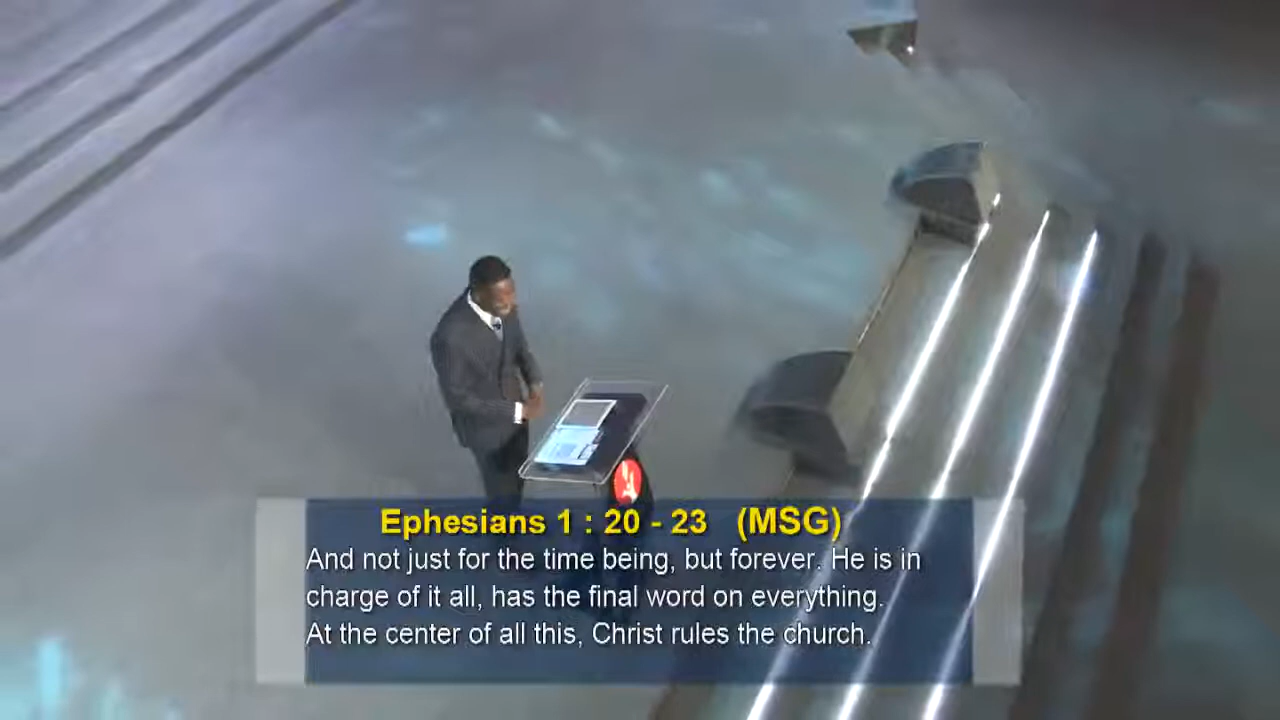 Ephesians 1 : 20 - 23 (MSG)
And not just for the time being, but forever. He is in
charge of it all, has the final word on everything.
At the center of all this, Christ rules the church.